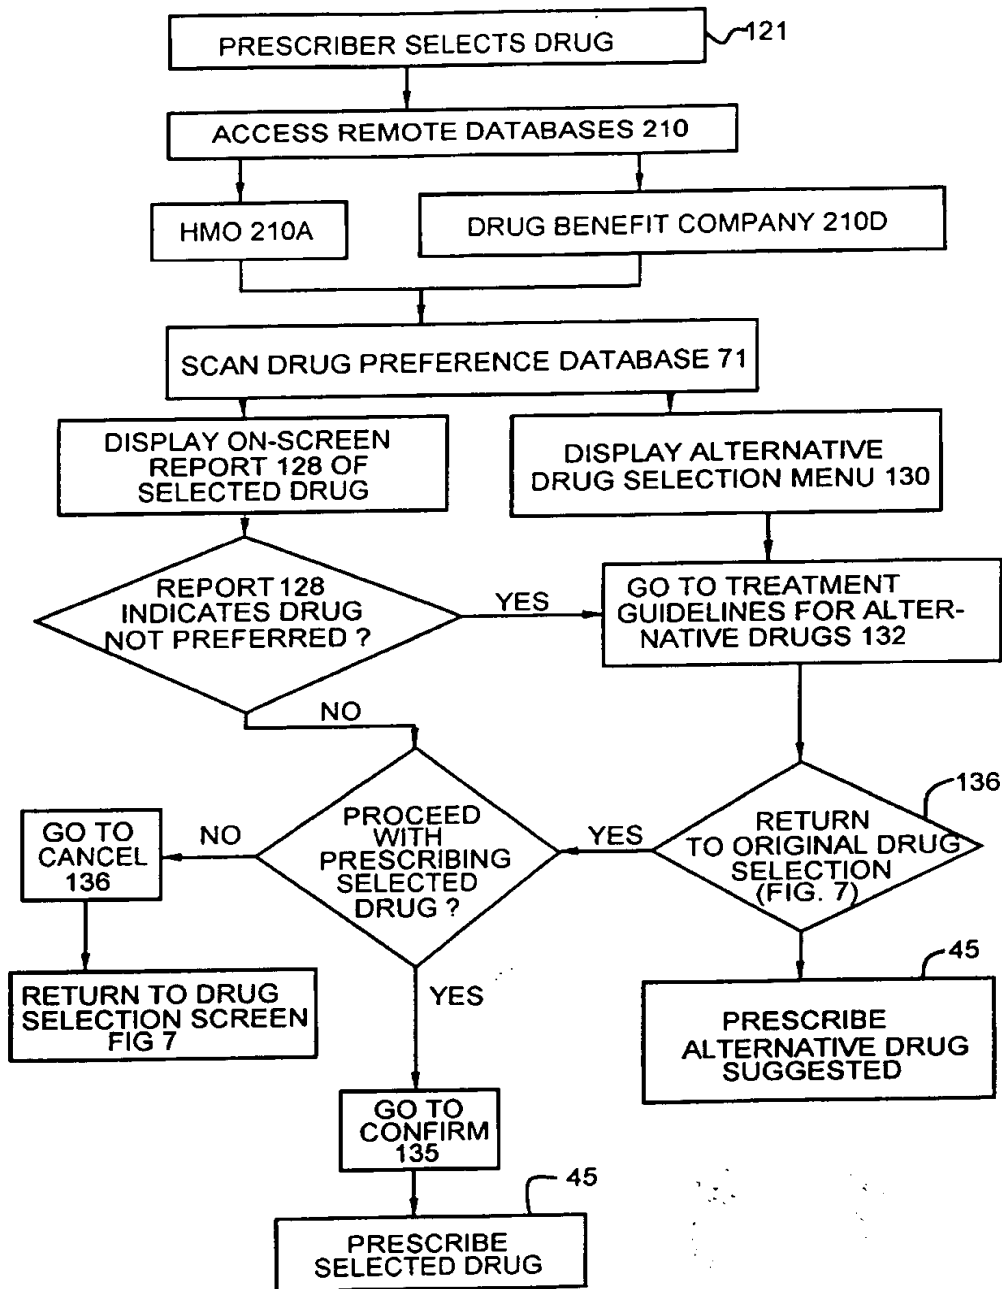 PRESCRIBER SELECTS DRUG
121
ACCESS REMOTE DATABASES 210
HMO 210A
DRUG BENEFIT COMPANY 210D
SCAN DRUG PREFERENCE DATABASE 71
DISPLAY ON-SCREEN
REPORT 128 OF
SELECTED DRUG
DISPLAY ALTERNATIVE
DRUG SELECTION MENU 130
REPORT 128
INDICATES DRUG
NOT PREFERRED ?
YES
GO TO TREATMENT
GUIDELINES FOR ALTER-
NATIVE DRUGS 132
NO
136
RETURN
TO ORIGINAL DRUG
SELECTION
(FIG. 7)
YES
PROCEED
WITH
PRESCRIBING
SELECTED
DRUG ?
NO
GO TO
CANCEL
136
RETURN TO DRUG
SELECTION SCREEN
FIG 7
YES
45
PRESCRIBE
ALTERNATIVE DRUG
SUGGESTED
GO TO
CONFIRM
135
45
PRESCRIBE
SELECTED DRUG